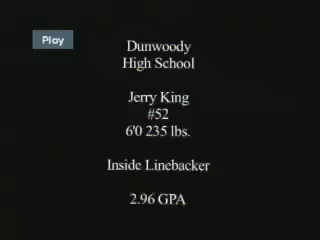 Play
Dunwoody
High School
Jerry King
#52
6'0 235 lbs.
Inside Linebacker
2.96 GPA